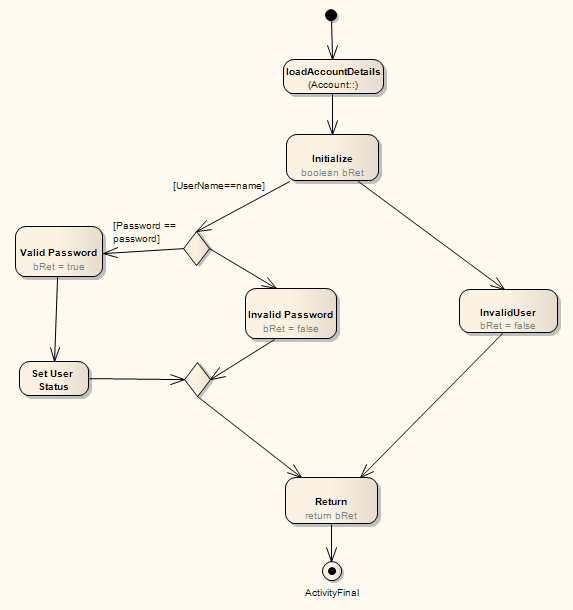 loadAccountDetails
(Account::)
Initialize
boolean bRet
[UserName==name]
[Password ==
password]
Valid Password
bRet = true
Invalid Password
bRet = false
InvalidUser
bRet = false
Set User
Status
Return
return bRet
ActivityFinal